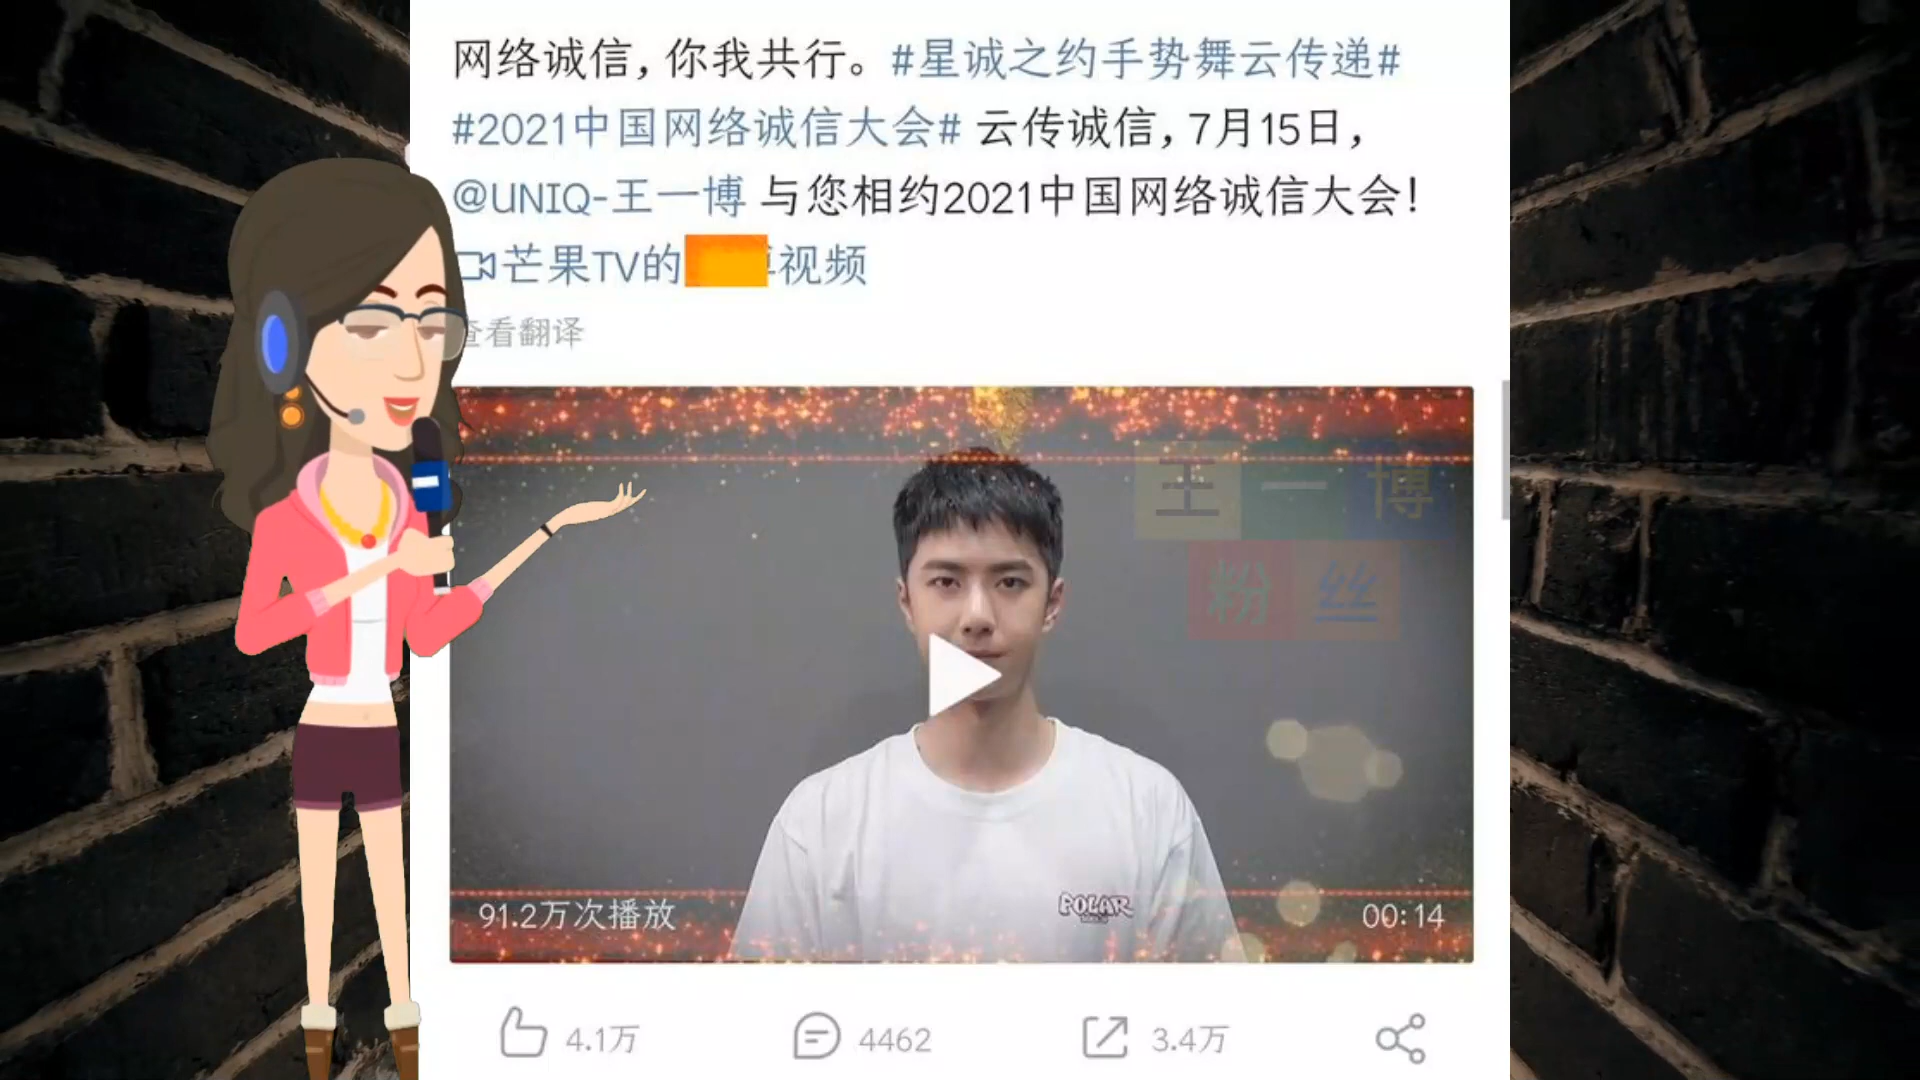 网络诚信，你我共行。#星诚之约手势舞云传递#
#2021中国网络诚信大会# 云传诚信，7月15日，
@UNIQ-王一博 与您相约2021中国网络诚信大会！
芒果TV的 视频
查看翻译
王一博
粉丝
POLAR
91.2万次播放
00:14
4.1万
4462
3.4万